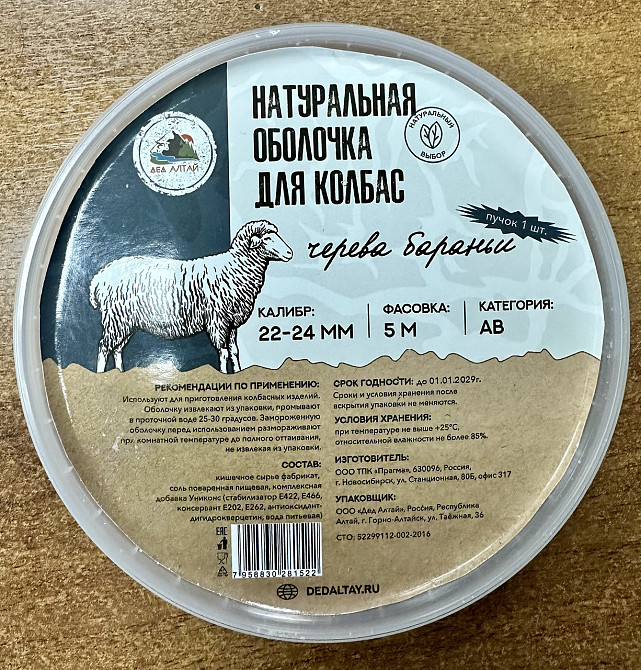 НАТУРАЛЬНАЯ
ОБОЛОЧКА
ДЛЯ КОЛБАС
ДЕД АЛТАЙ
НАТУРАЛЬНЫЙ
ВЫБОР
пучок 1 шт.
черева бараньи
КАЛИБР:
22-24 ММ
ФАСОВКА:
5 М
КАТЕГОРИЯ:
АВ
РЕКОМЕНДАЦИИ ПО ПРИМЕНЕНИЮ:
Используют для приготовления колбасных изделий.
Оболочку извлекают из упаковки, промывают
в проточной воде 25-30 градусов. Замороженную
оболочку перед использованием размораживают
при комнатной температуре до полного оттаивания,
не извлекая из упаковки.
СОСТАВ:
кишечное сырье фабрикат,
соль поваренная пищевая, комплексная
добавка Униконс (стабилизатор Е422, Е466,
консервант Е202, Е262, антиоксидант-
дигидрокверцетин, вода питьевая)
EAC
7 958830 281522
СРОК ГОДНОСТИ: до 01.01.2029г.
Сроки и условия хранения после
вскрытия упаковки не меняются.
УСЛОВИЯ ХРАНЕНИЯ:
при температуре не выше +25°С,
относительной влажности не более 85%.
ИЗГОТОВИТЕЛЬ:
ООО ТПК «Прагма», 630096, Россия,
г. Новосибирск, ул. Станционная, 80Б, офис 317
УПАКОВЩИК:
ООО «Дед Алтай», Россия, Республика
Алтай, г. Горно-Алтайск, ул. Таёжная, 36
СТО: 52299112-002-2016
DEDALTAY.RU